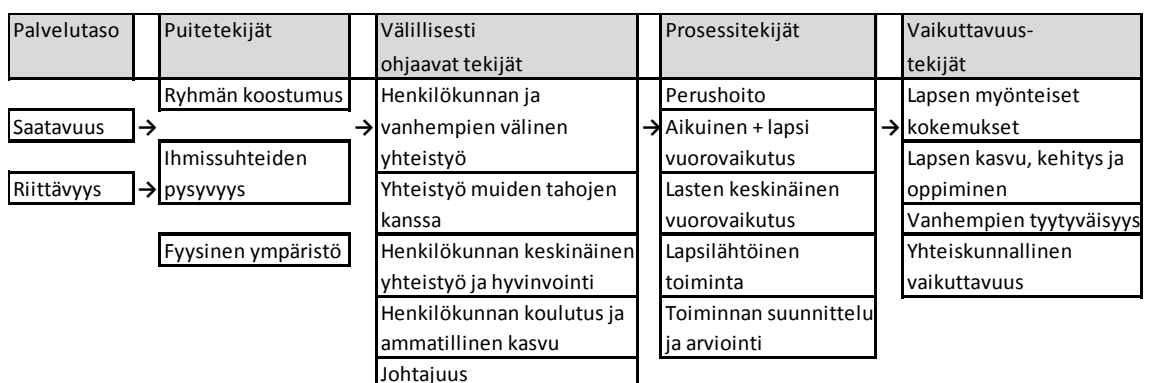 Palvelutaso
Puitetekijät
Välillisesti
ohjaavat tekijät
Prosessitekijät
Vaikuttavuus-
tekijät
Saatavuus →
Riittävyys →
Ryhmän koostumus
Ihmissuhteiden
pysyvyys
Fyysinen ympäristö
→
Henkilökunnan ja
vanhempien välinen
yhteistyö
Yhteistyö muiden tahojen
kanssa
Henkilökunnan keskinäinen
yhteistyö ja hyvinvointi
Henkilökunnan koulutus ja
ammatillinen kasvu
Johtajuus
→
Perushoito
Aikuinen + lapsi
vuorovaikutus
Lasten keskinäinen
vuorovaikutus
Lapsilähtöinen
toiminta
Toiminnan suunnittelu
ja arviointi
→
Lapsen myönteiset
kokemukset
Lapsen kasvu, kehitys ja
oppiminen
Vanhempien tyytyväisyys
Yhteiskunnallinen
vaikuttavuus